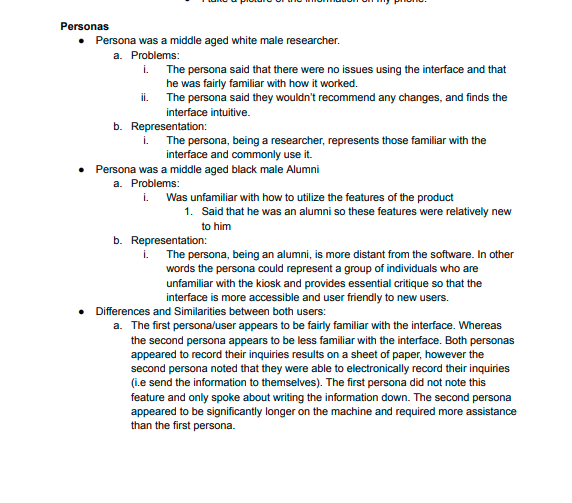 Personas
● Persona was a middle aged white male researcher.
a. Problems:
i. The persona said that there were no issues using the interface and that
he was fairly familiar with how it worked.
ii. The persona said they wouldn't recommend any changes, and finds the
interface intuitive.
b. Representation:
i. The persona, being a researcher, represents those familiar with the
interface and commonly use it.
● Persona was a middle aged black male Alumni
a. Problems:
i. Was unfamiliar with how to utilize the features of the product
1. Said that he was an alumni so these features were relatively new
to him
b. Representation:
i. The persona, being an alumni, is more distant from the software. In other
words the persona could represent a group of individuals who are
unfamiliar with the kiosk and provides essential critique so that the
interface is more accessible and user friendly to new users.
● Differences and Similarities between both users:
a. The first persona/user appears to be fairly familiar with the interface. Whereas
the second persona appears to be less familiar with the interface. Both personas
appeared to record their inquiries results on a sheet of paper, however the
second persona noted that they were able to electronically record their inquiries
(i.e send the information to themselves). The first persona did not note this
feature and only spoke about writing the information down. The second persona
appeared to be significantly longer on the machine and required more assistance
than the first persona.